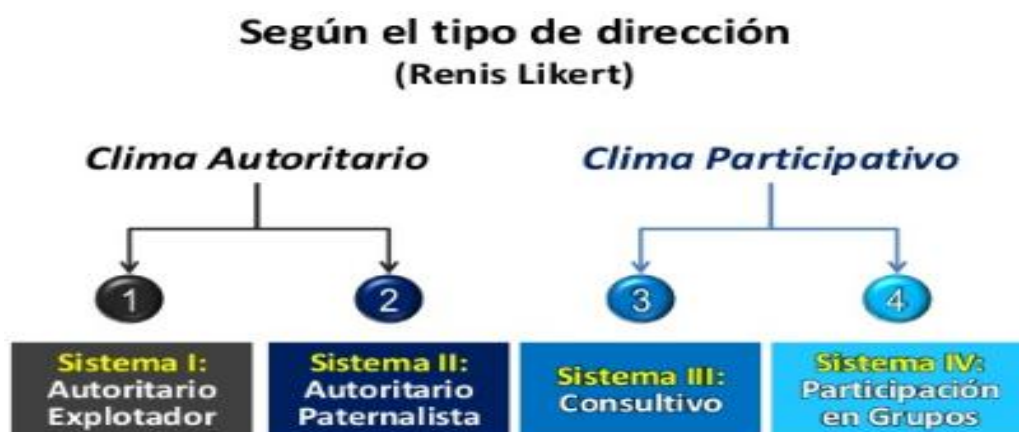 Según el tipo de dirección
(Renis Likert)
Clima Autoritario
Clima Participativo
1
2
3
4
Sistema I:
Autoritario
Explotador
Sistema II:
Autoritario
Paternalista
Sistema III:
Consultivo
Sistema IV:
Participación
en Grupos